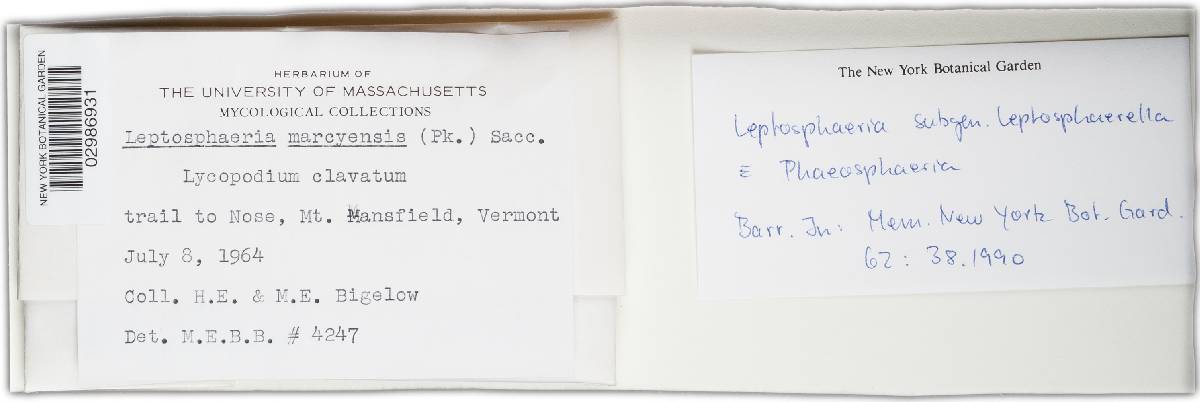 NEW YORK BOTANICAL GARDEN
02986931
HERBARIUM OF
THE UNIVERSITY OF MASSACHUSETTS
MYCOLOGICAL COLLECTIONS
Leptosphaeria marcyensis (Pk.) Sacc.
Lycopodium clavatum
trail to Nose, Mt. Mansfield, Vermont
July 8, 1964
Coll. H.E. & M.E. Bigelow
Det. M.E.B.B. # 4247
The New York Botanical Garden
Leptosphaeria subgen. Leptosphaerella
≡ Phaeosphaeria
Barr. In: Mem. New York Bot. Gard.
62 : 38. 1990